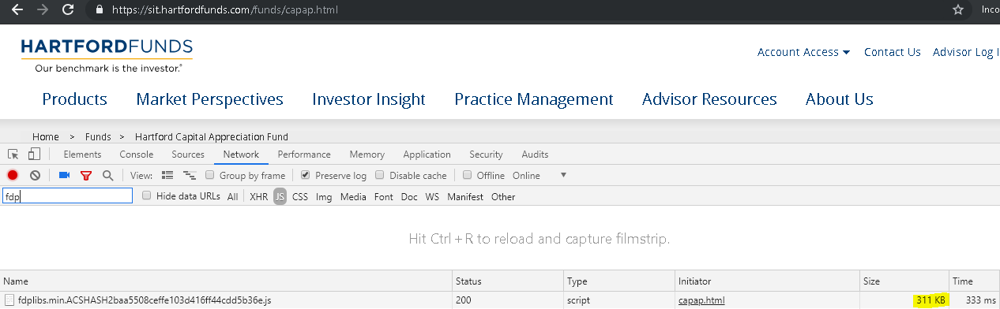 https://sit.hartfordfunds.com/funds/capap.html Inco
HARTFORDFUNDS
Our benchmark is the investor.®
Account Access Contact Us Advisor Log I
Products Market Perspectives Investor Insight Practice Management Advisor Resources About Us
Home > Funds > Hartford Capital Appreciation Fund
Elements Console Sources Network Performance Memory Application Security Audits
View: Group by frame Preserve log Disable cache Offline Online
fdp Hide data URLs All XHR JS CSS Img Media Font Doc WS Manifest Other
Hit Ctrl + R to reload and capture filmstrip.
Name Status Type Initiator Size Time
fdplibs.min.ACSHASH2baa5508ceffe103d416ff44cdd5b36e.js 200 script capap.html 311 KB 333 ms